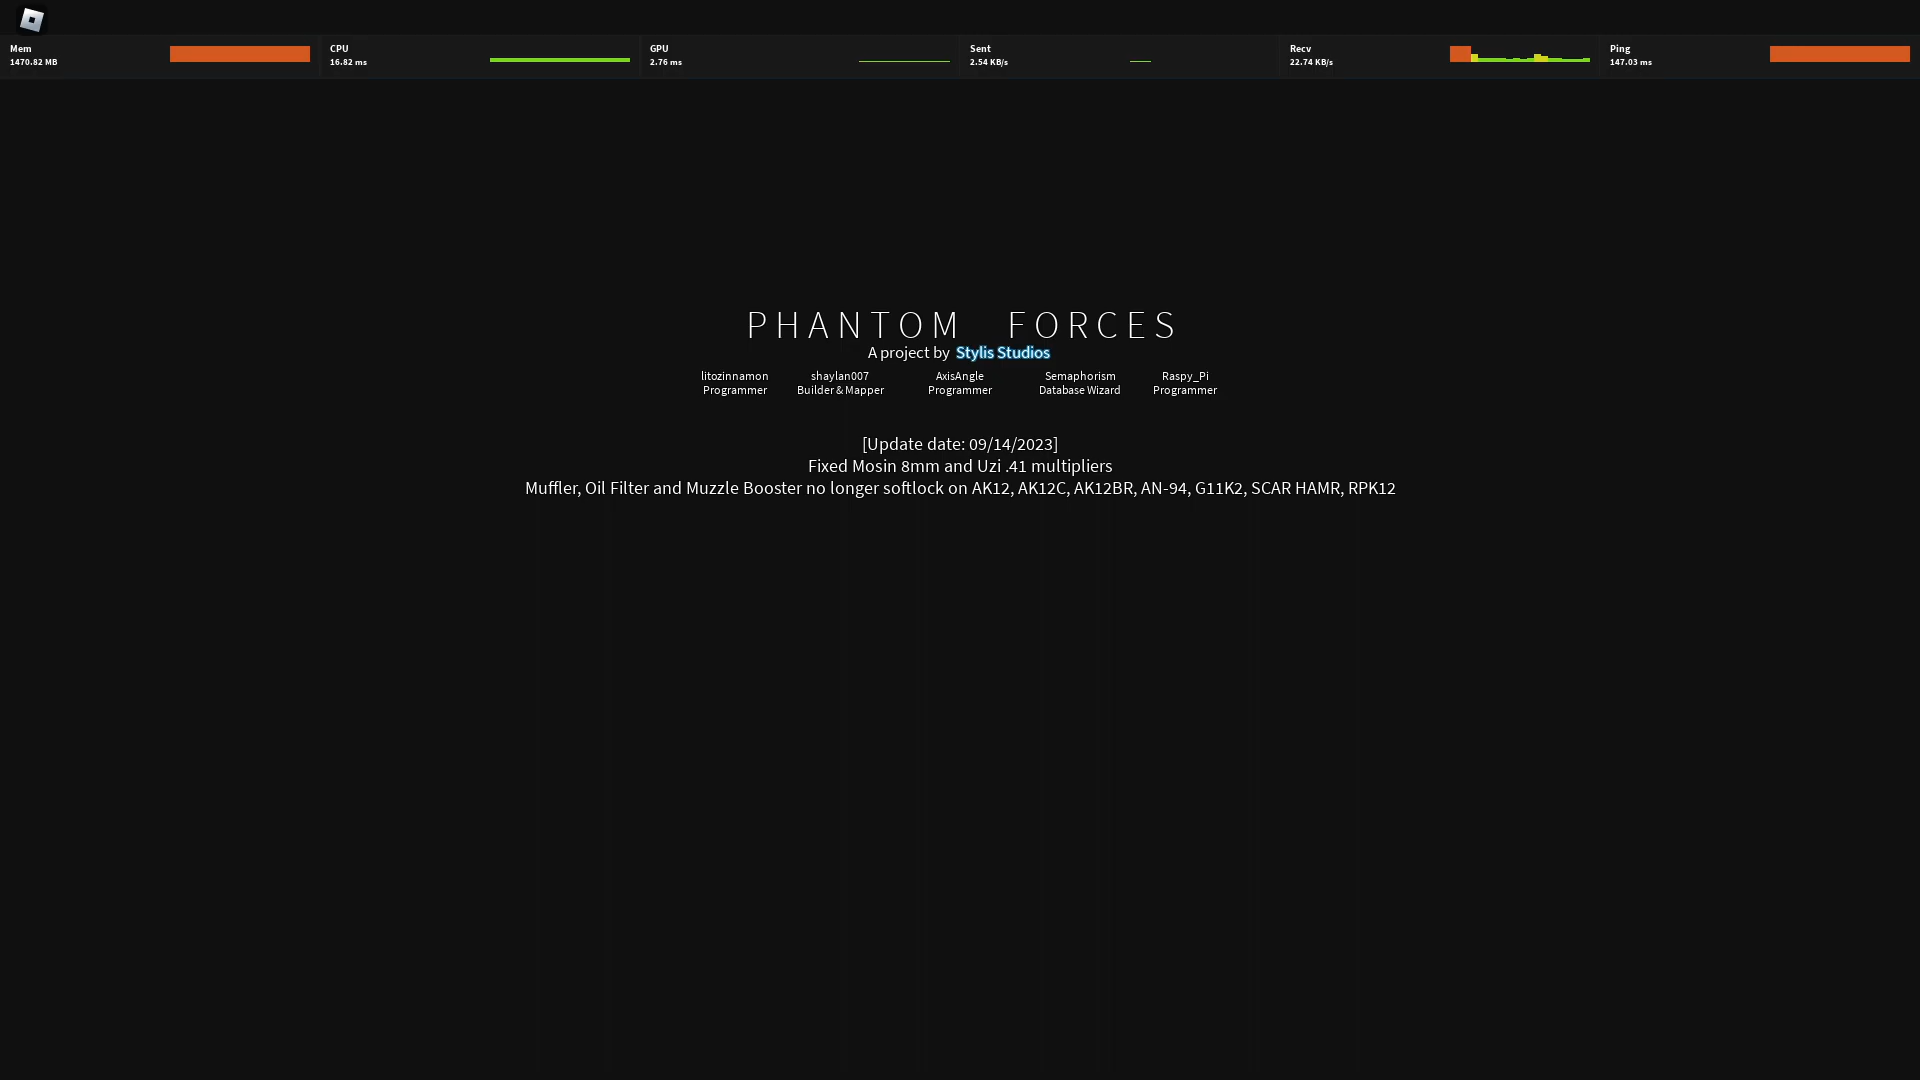 Mem CPU GPU Sent Recv Ping
1470.82 MB 16.82 ms 2.76 ms 2.54 KB/s 22.74 KB/s 147.03 ms
PHANTOM FORCES
A project by Stylis Studios
litozinnamon shaylan007 AxisAngle Semaphorism Raspy_Pi
Programmer Builder & Mapper Programmer Database Wizard Programmer
[Update date: 09/14/2023]
Fixed Mosin 8mm and Uzi .41 multipliers
Muffler, Oil Filter and Muzzle Booster no longer softlock on AK12, AK12C, AK12BR, AN-94, G11K2, SCAR HAMR, RPK12